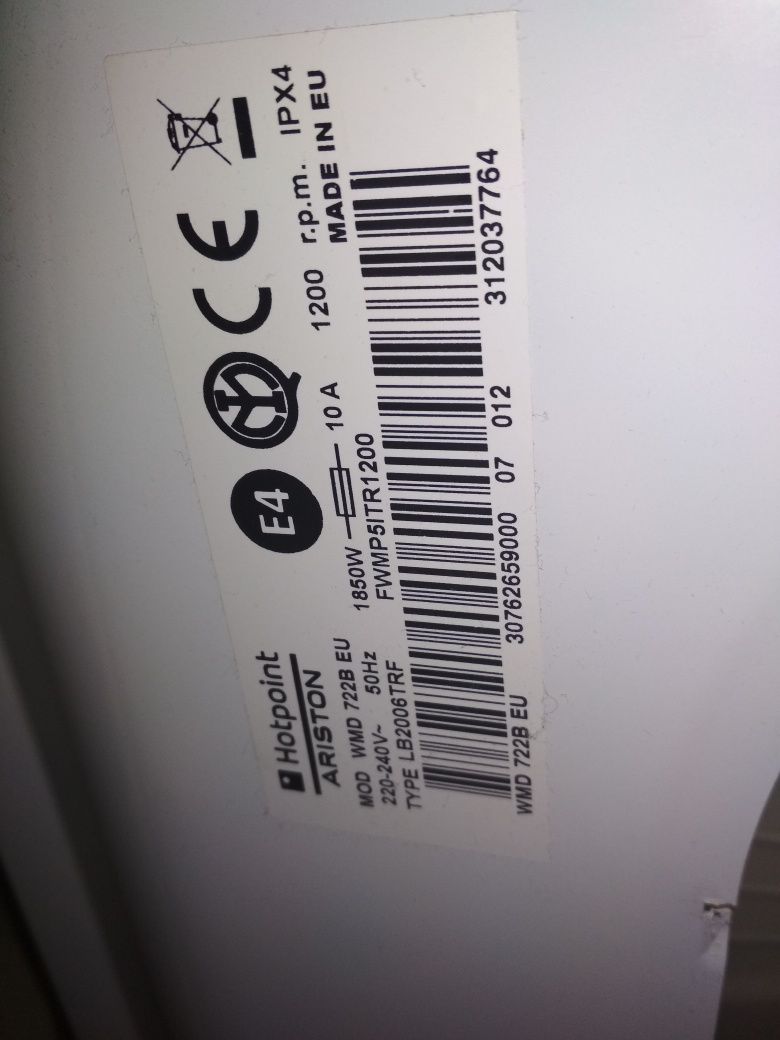 Hotpoint
ARISTON
E4
CE
MOD WMD 722B EU
1850W 10 A 1200 r.p.m. IPX4
220-240V~ 50Hz
FWMP5ITR1200 MADE IN EU
TYPE LB2006TRF
WMD 722B EU 30762659000 07 012 312037764